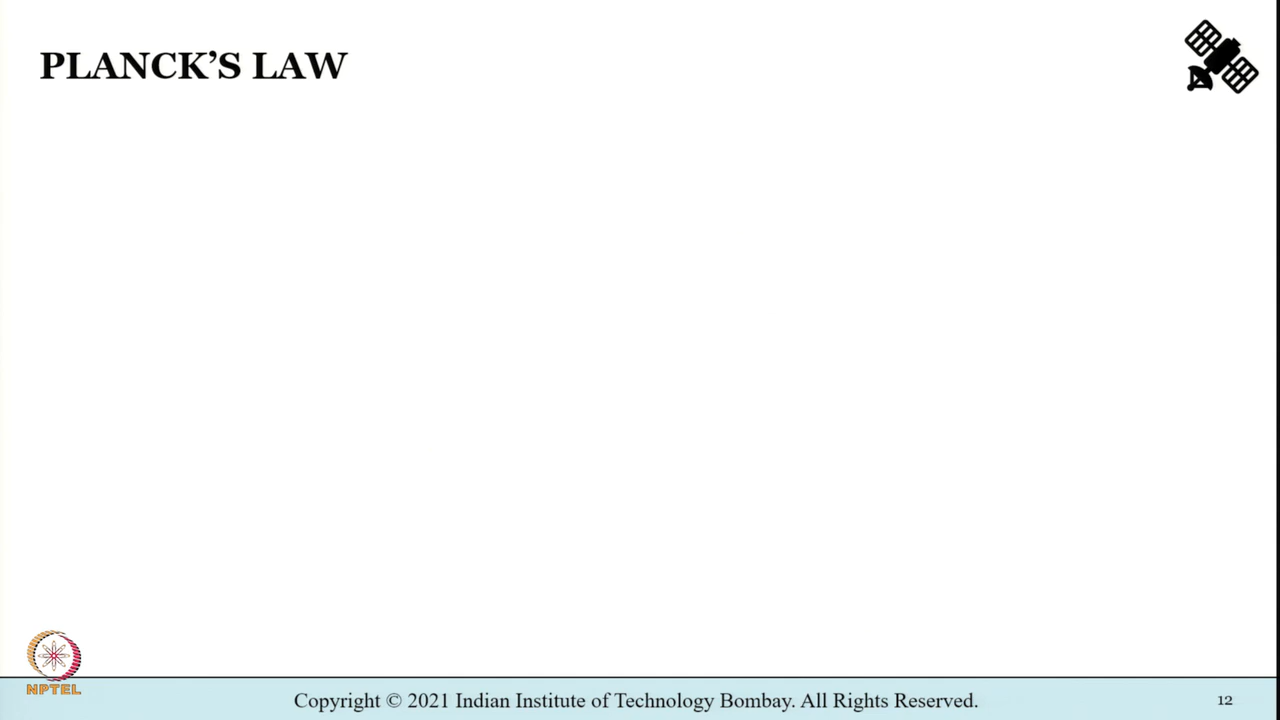 PLANCK’S LAW
NPTEL
Copyright © 2021 Indian Institute of Technology Bombay. All Rights Reserved.
12